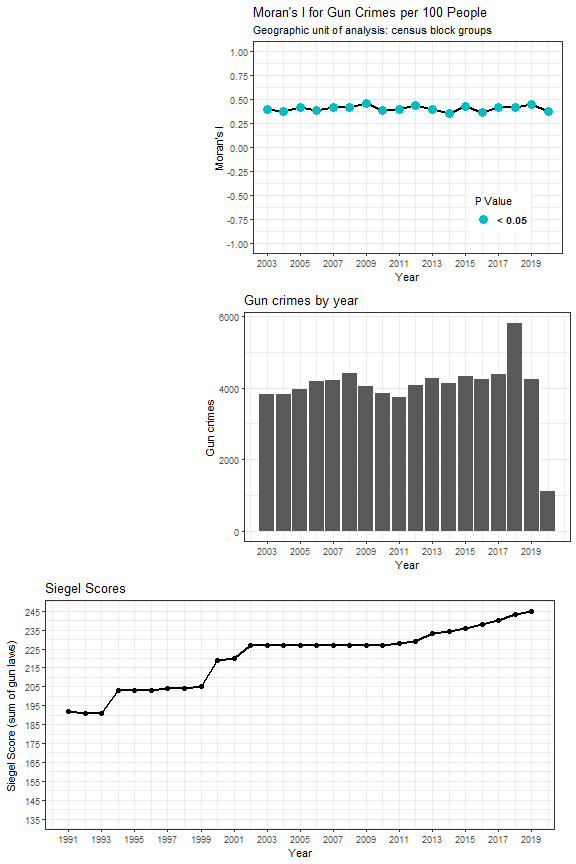 Moran's I for Gun Crimes per 100 People
Geographic unit of analysis: census block groups
Moran's I
1.00
0.75
0.50
0.25
0.00
-0.25
-0.50
-0.75
-1.00
P Value
< 0.05
2003 2005 2007 2009 2011 2013 2015 2017 2019
Year
Gun crimes by year
Gun crimes
6000
4000
2000
0
2003 2005 2007 2009 2011 2013 2015 2017 2019
Year
Siegel Scores
Siegel Score (sum of gun laws)
245
235
225
215
205
195
185
175
165
155
145
135
1991 1993 1995 1997 1999 2001 2003 2005 2007 2009 2011 2013 2015 2017 2019
Year